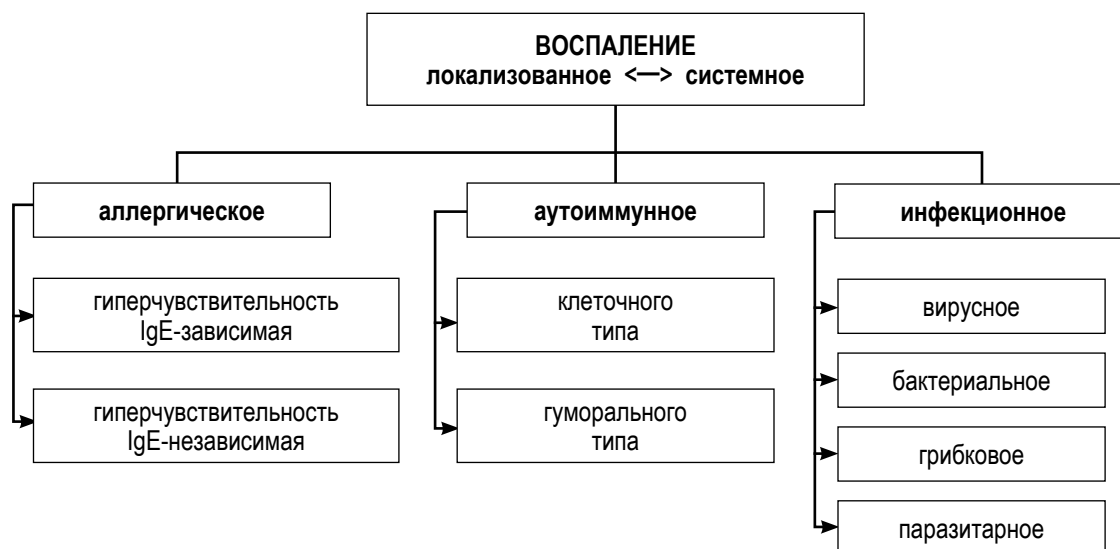 ВОСПАЛЕНИЕ
локализованное <—> системное
аллергическое
гиперчувствительность
IgE-зависимая
гиперчувствительность
IgE-независимая
аутоиммунное
клеточного
типа
гуморального
типа
инфекционное
вирусное
бактериальное
грибковое
паразитарное